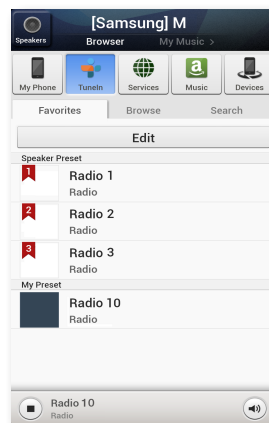 [Samsung] M
Speakers
Browser
My Music >
My Phone
TuneIn
Services
Music
Devices
Favorites
Browse
Search
Edit
Speaker Preset
1
Radio 1
Radio
2
Radio 2
Radio
3
Radio 3
Radio
My Preset
Radio 10
Radio
Radio 10
Radio